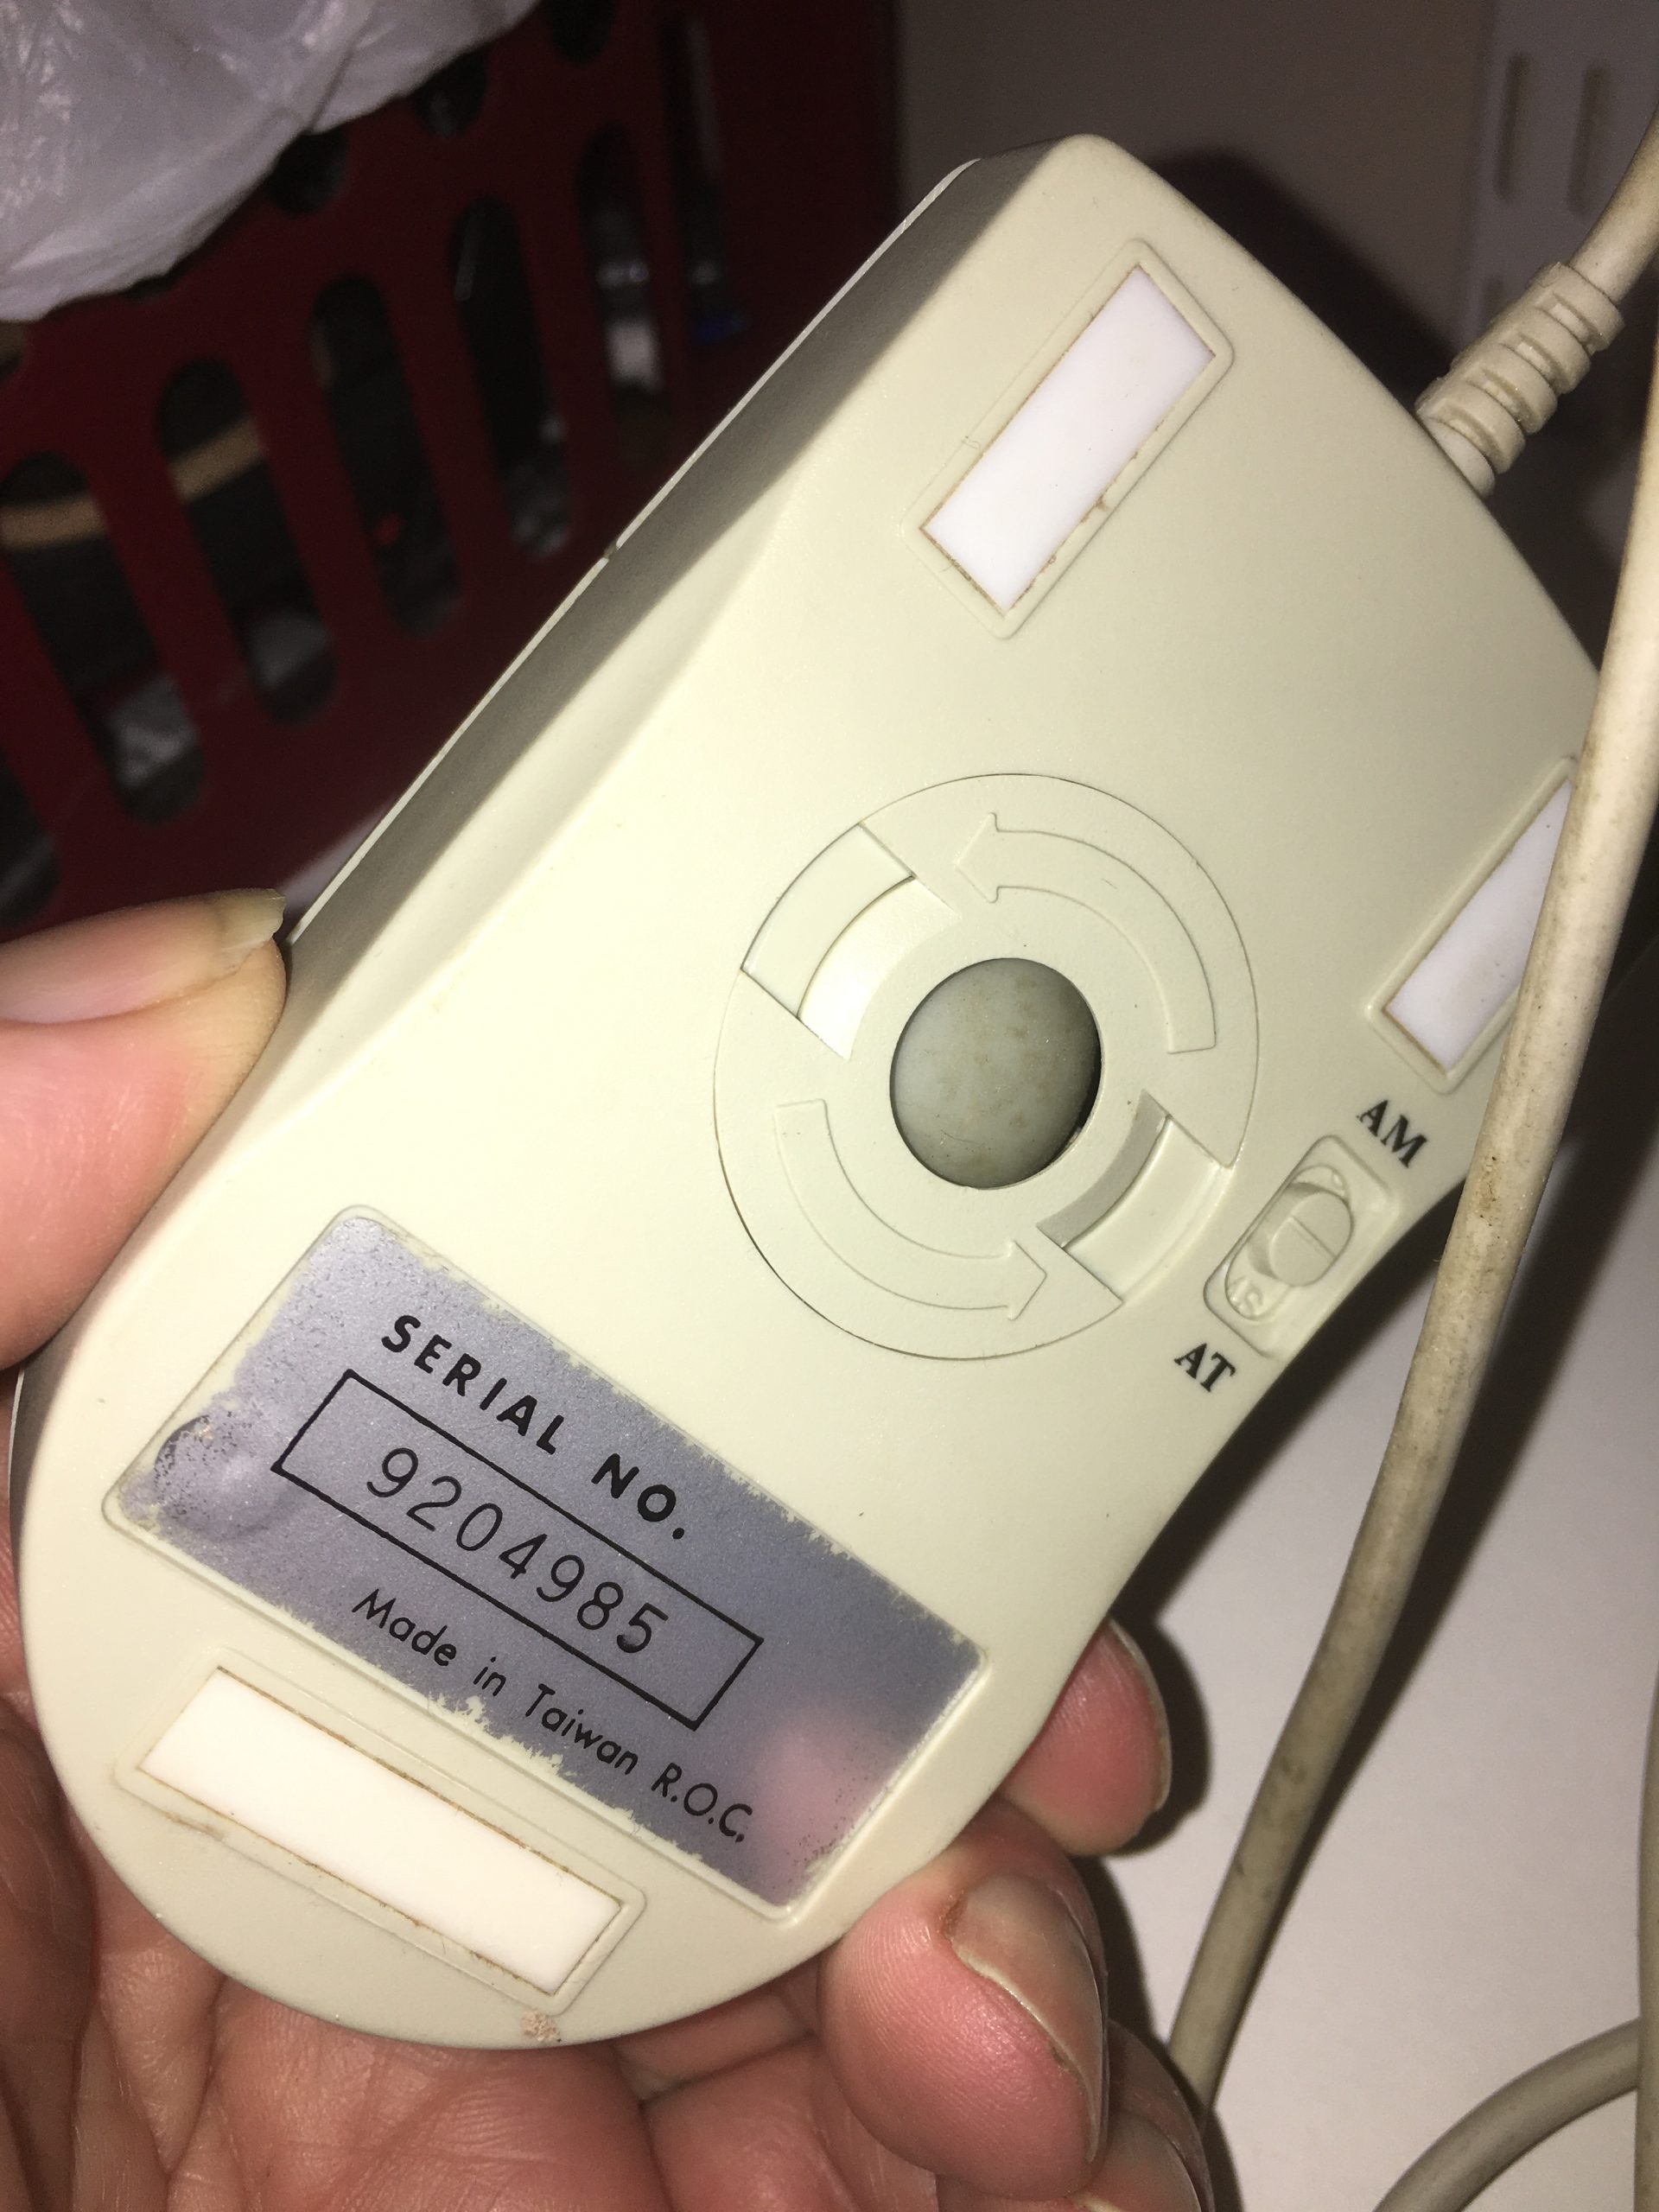 AM
AT
SERIAL NO.
9204985
Made in Taiwan R.O.C.